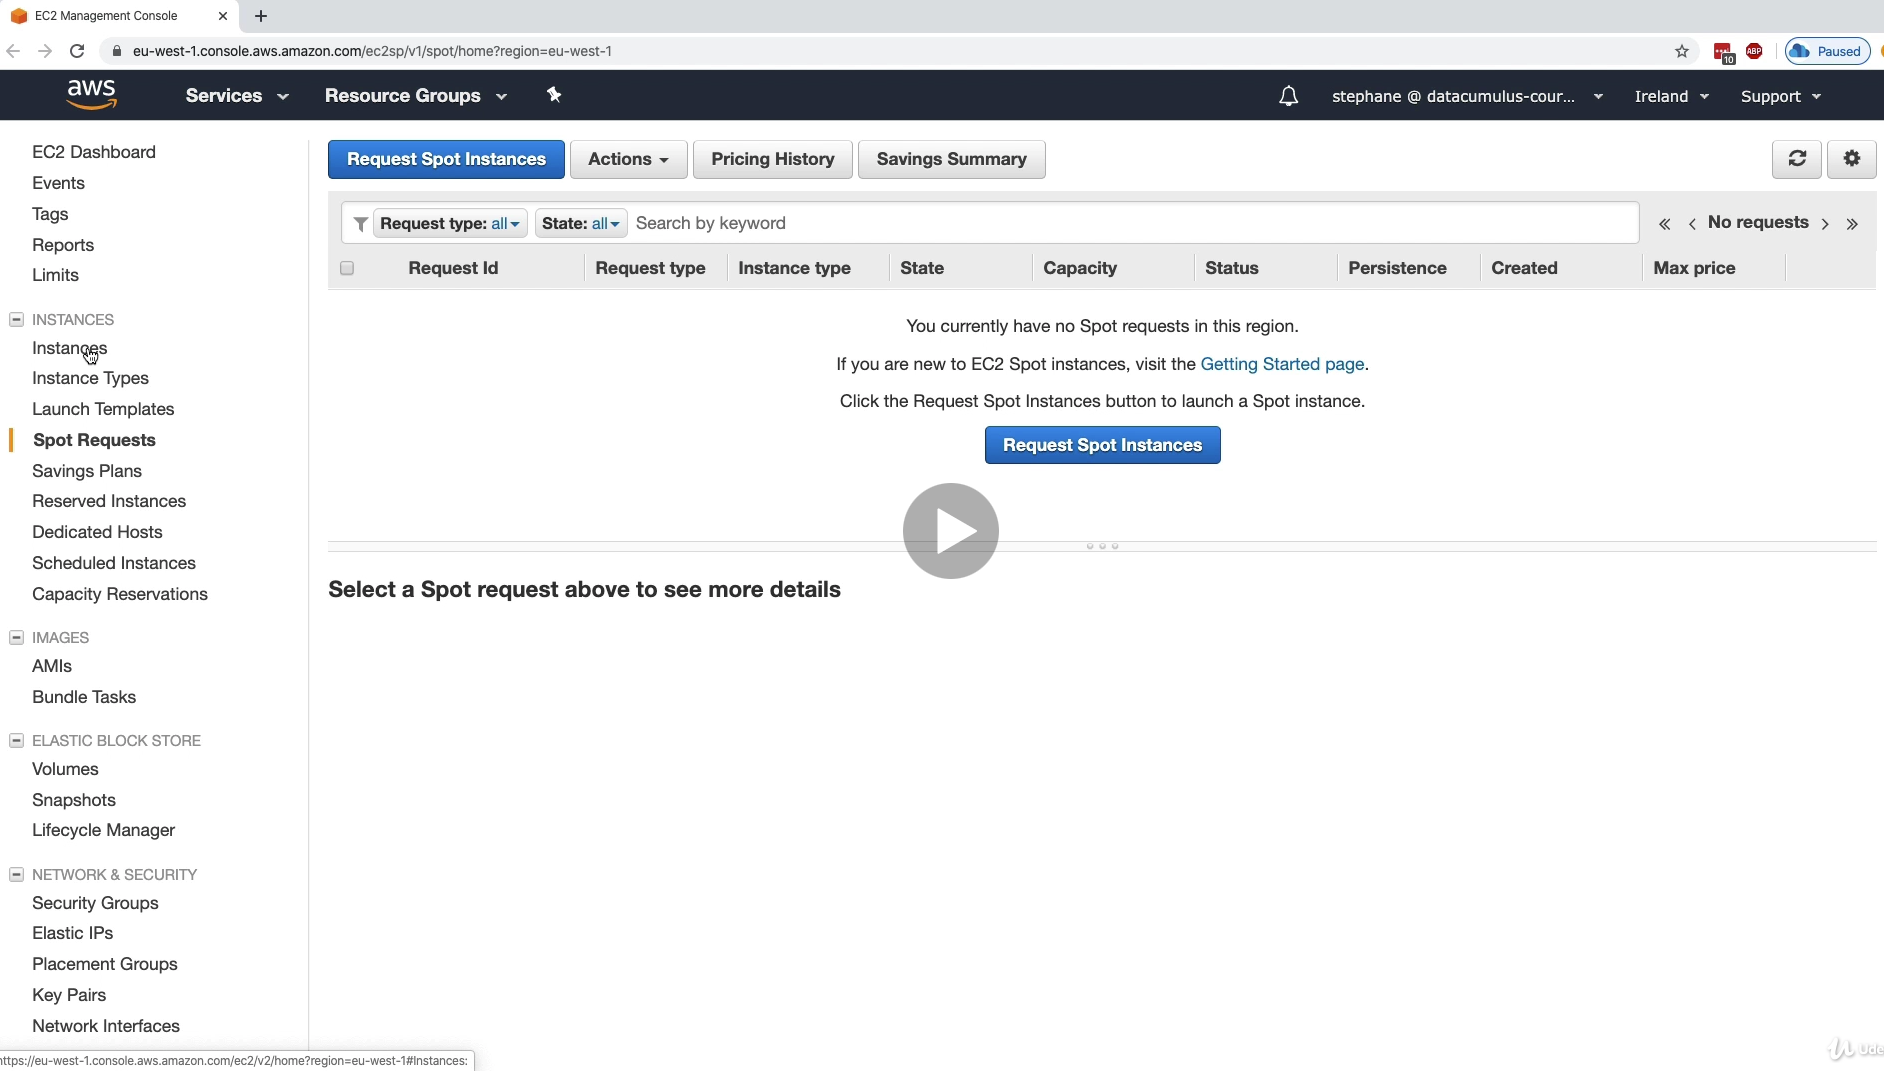 EC2 Management Console
eu-west-1.console.aws.amazon.com/ec2sp/v1/spot/home?region=eu-west-1
10
ABP
Paused
aws
Services
Resource Groups
stephane @ datacumulus-cour...
Ireland
Support
EC2 Dashboard
Events
Tags
Reports
Limits
INSTANCES
Instances
Instance Types
Launch Templates
Spot Requests
Savings Plans
Reserved Instances
Dedicated Hosts
Scheduled Instances
Capacity Reservations
IMAGES
AMIs
Bundle Tasks
ELASTIC BLOCK STORE
Volumes
Snapshots
Lifecycle Manager
NETWORK & SECURITY
Security Groups
Elastic IPs
Placement Groups
Key Pairs
Network Interfaces
Request Spot Instances
Actions
Pricing History
Savings Summary
Request type: all
State: all
Search by keyword
« ‹ No requests › »
Request Id Request type Instance type State Capacity Status Persistence Created Max price
You currently have no Spot requests in this region.
If you are new to EC2 Spot instances, visit the Getting Started page.
Click the Request Spot Instances button to launch a Spot instance.
Request Spot Instances
Select a Spot request above to see more details
ttps://eu-west-1.console.aws.amazon.com/ec2/v2/home?region=eu-west-1#Instances:
Ude